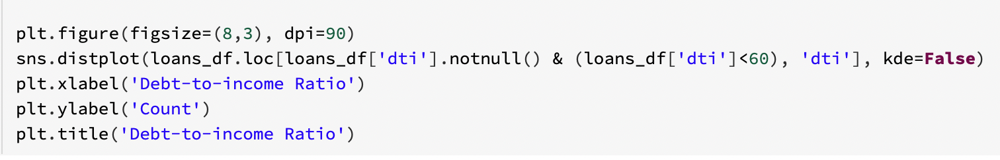 plt.figure(figsize=(8,3), dpi=90)
sns.distplot(loans_df.loc[loans_df['dti'].notnull() & (loans_df['dti']<60), 'dti'], kde=False)
plt.xlabel('Debt-to-income Ratio')
plt.ylabel('Count')
plt.title('Debt-to-income Ratio')